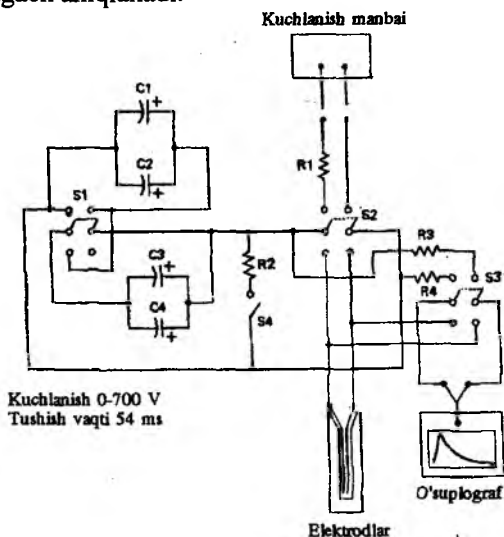 Kuchlanish manbai
C1
C2
S1
R1
S2
R3
S3
R4
R2
C3
C4
S4
Kuchlanish 0-700 V
Tushish vaqti 54 ms
O'suplograf
Elektrodlar